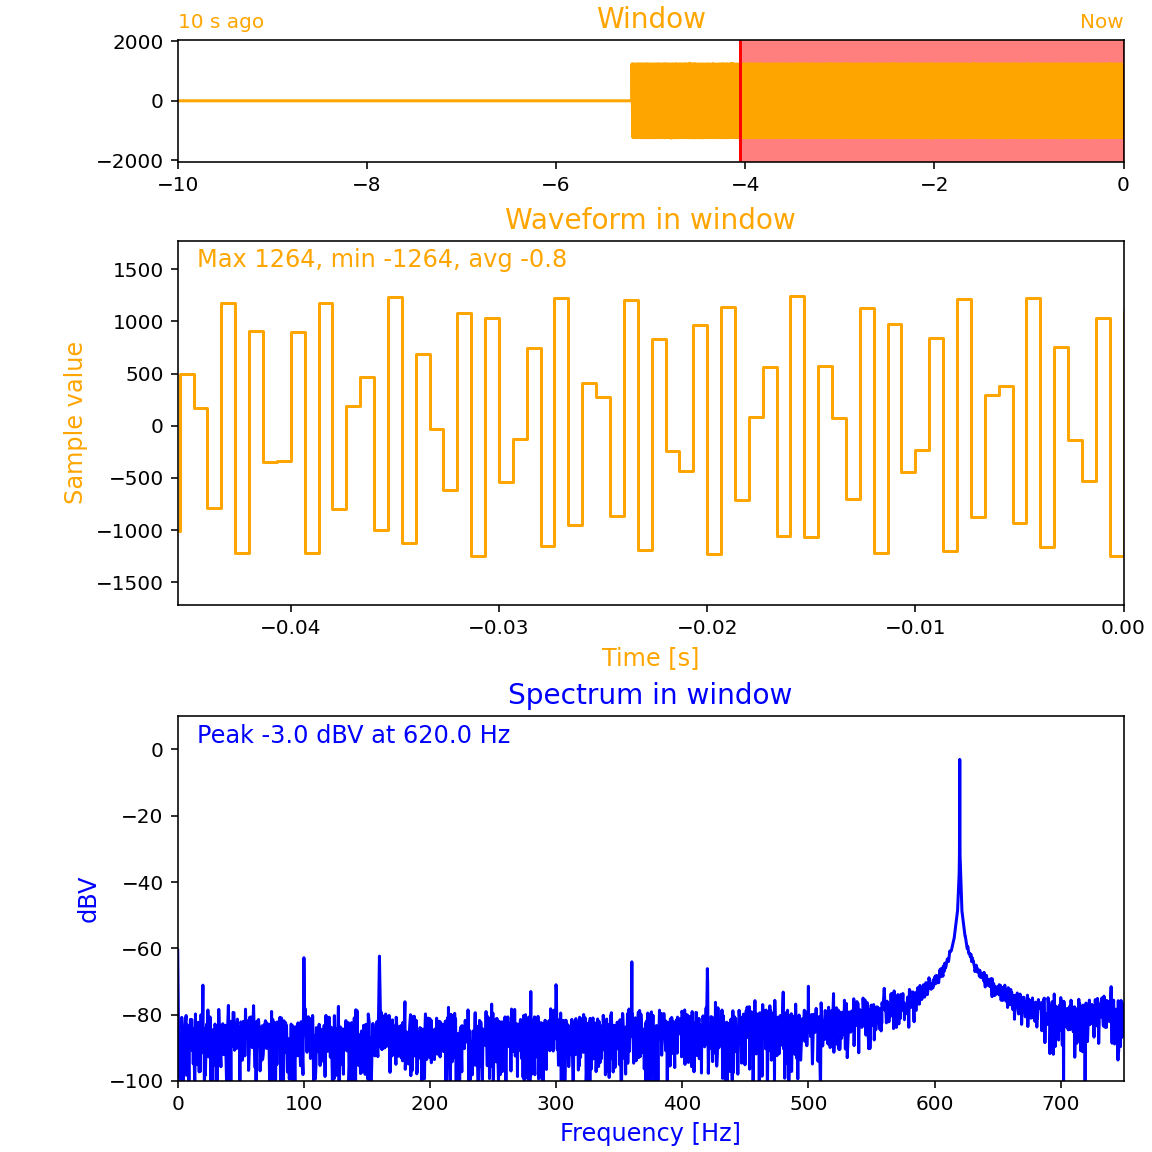 10 s ago Window Now
2000
0
−2000
−10 −8 −6 −4 −2 0
Waveform in window
Max 1264, min -1264, avg -0.8
1500
1000
500
0
−500
−1000
−1500
Sample value
−0.04 −0.03 −0.02 −0.01 0.00
Time [s]
Spectrum in window
Peak -3.0 dBV at 620.0 Hz
0
−20
−40
−60
−80
−100
dBV
0 100 200 300 400 500 600 700
Frequency [Hz]